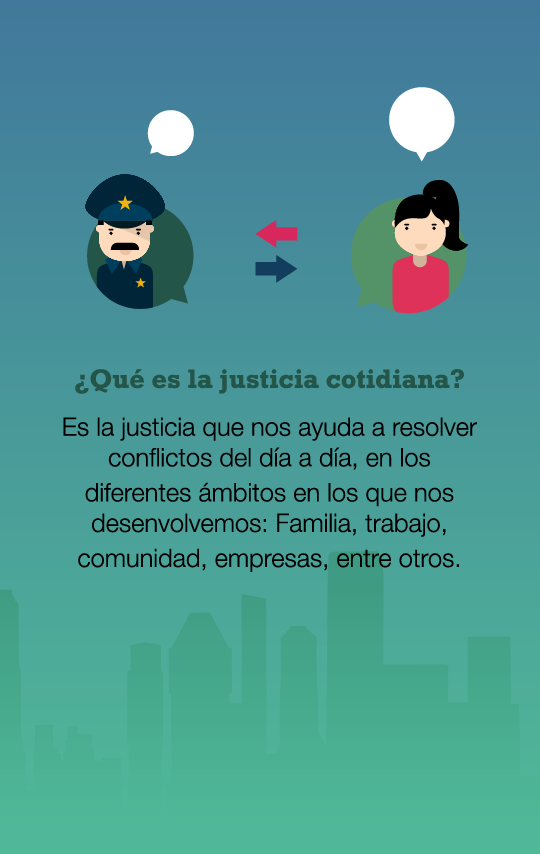 ¿Qué es la justicia cotidiana?
Es la justicia que nos ayuda a resolver
conflictos del día a día, en los
diferentes ámbitos en los que nos
desenvolvemos: Familia, trabajo,
comunidad, empresas, entre otros.